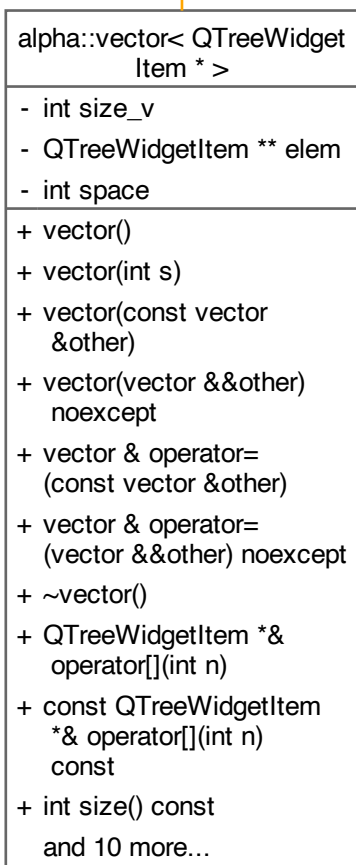 alpha::vector< QTreeWidget
Item * >
- int size_v
- QTreeWidgetItem ** elem
- int space
+ vector()
+ vector(int s)
+ vector(const vector
&other)
+ vector(vector &&other)
noexcept
+ vector & operator=
(const vector &other)
+ vector & operator=
(vector &&other) noexcept
+ ~vector()
+ QTreeWidgetItem *&
operator[](int n)
+ const QTreeWidgetItem
*& operator[](int n)
const
+ int size() const
and 10 more...